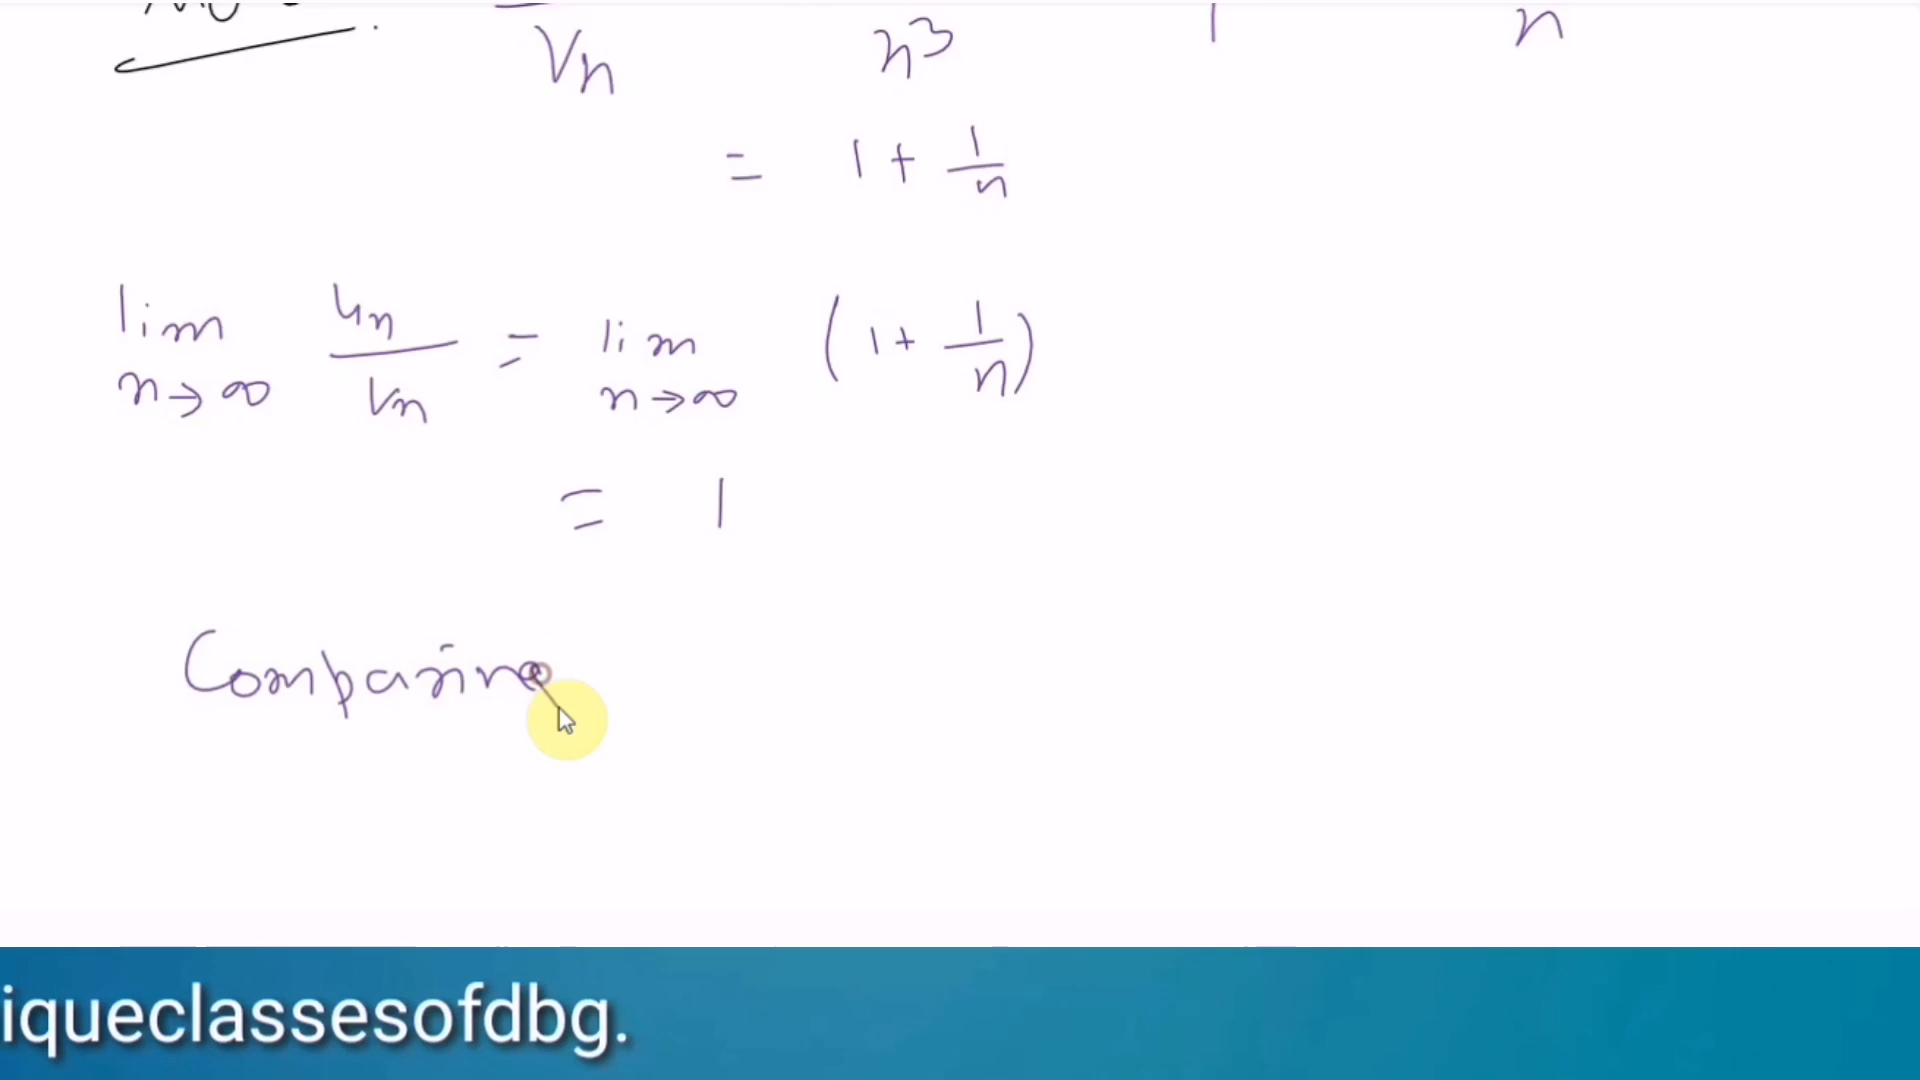 Vn n³ 1 n
= 1 + 1/n
lim n→∞ un/vn = lim n→∞ (1 + 1/n)
= 1
Comparing
iqueclassesofdbg.